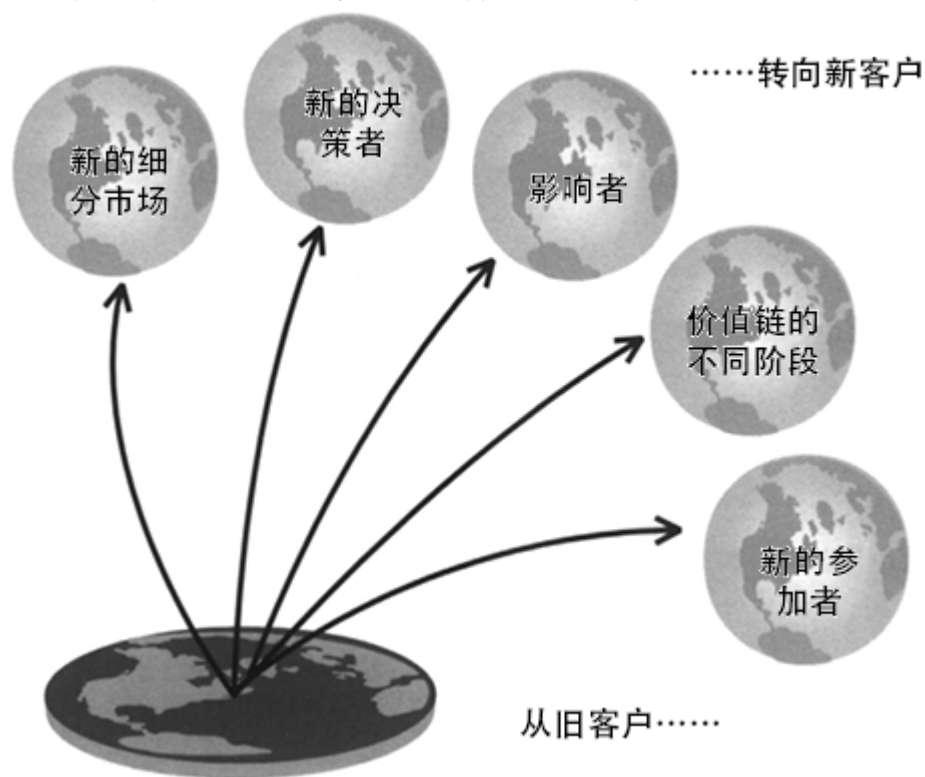 ……转向新客户
新的细
分市场
新的决
策者
影响者
价值链的
不同阶段
新的参
加者
从旧客户……